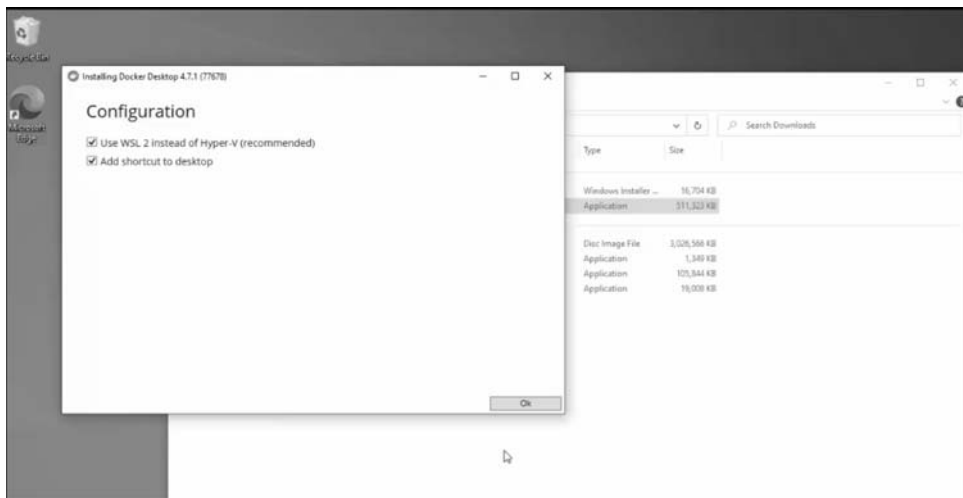 Recycle Bin
Microsoft
Edge
Installing Docker Desktop 4.7.1 (77678)
Configuration
Use WSL 2 instead of Hyper-V (recommended)
Add shortcut to desktop
Ok
Search Downloads
Type Size
Windows Installer ... 16,704 KB
Application 511,323 KB
Disc Image File 3,026,566 KB
Application 1,349 KB
Application 105,844 KB
Application 19,008 KB